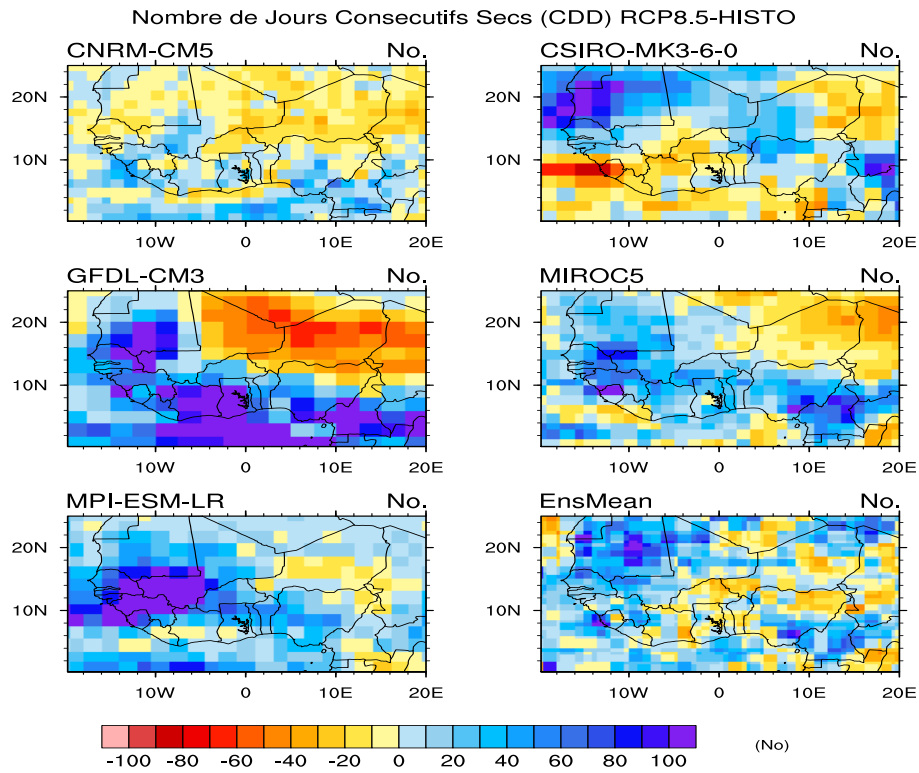 Nombre de Jours Consecutifs Secs (CDD) RCP8.5-HISTO
CNRM-CM5 No. CSIRO-MK3-6-0 No.
20N 20N
10N 10N
10W 0 10E 20E 10W 0 10E 20E
GFDL-CM3 No. MIROC5 No.
20N 20N
10N 10N
10W 0 10E 20E 10W 0 10E 20E
MPI-ESM-LR No. EnsMean No.
20N 20N
10N 10N
10W 0 10E 20E 10W 0 10E 20E
-100 -80 -60 -40 -20 0 20 40 60 80 100 (No)